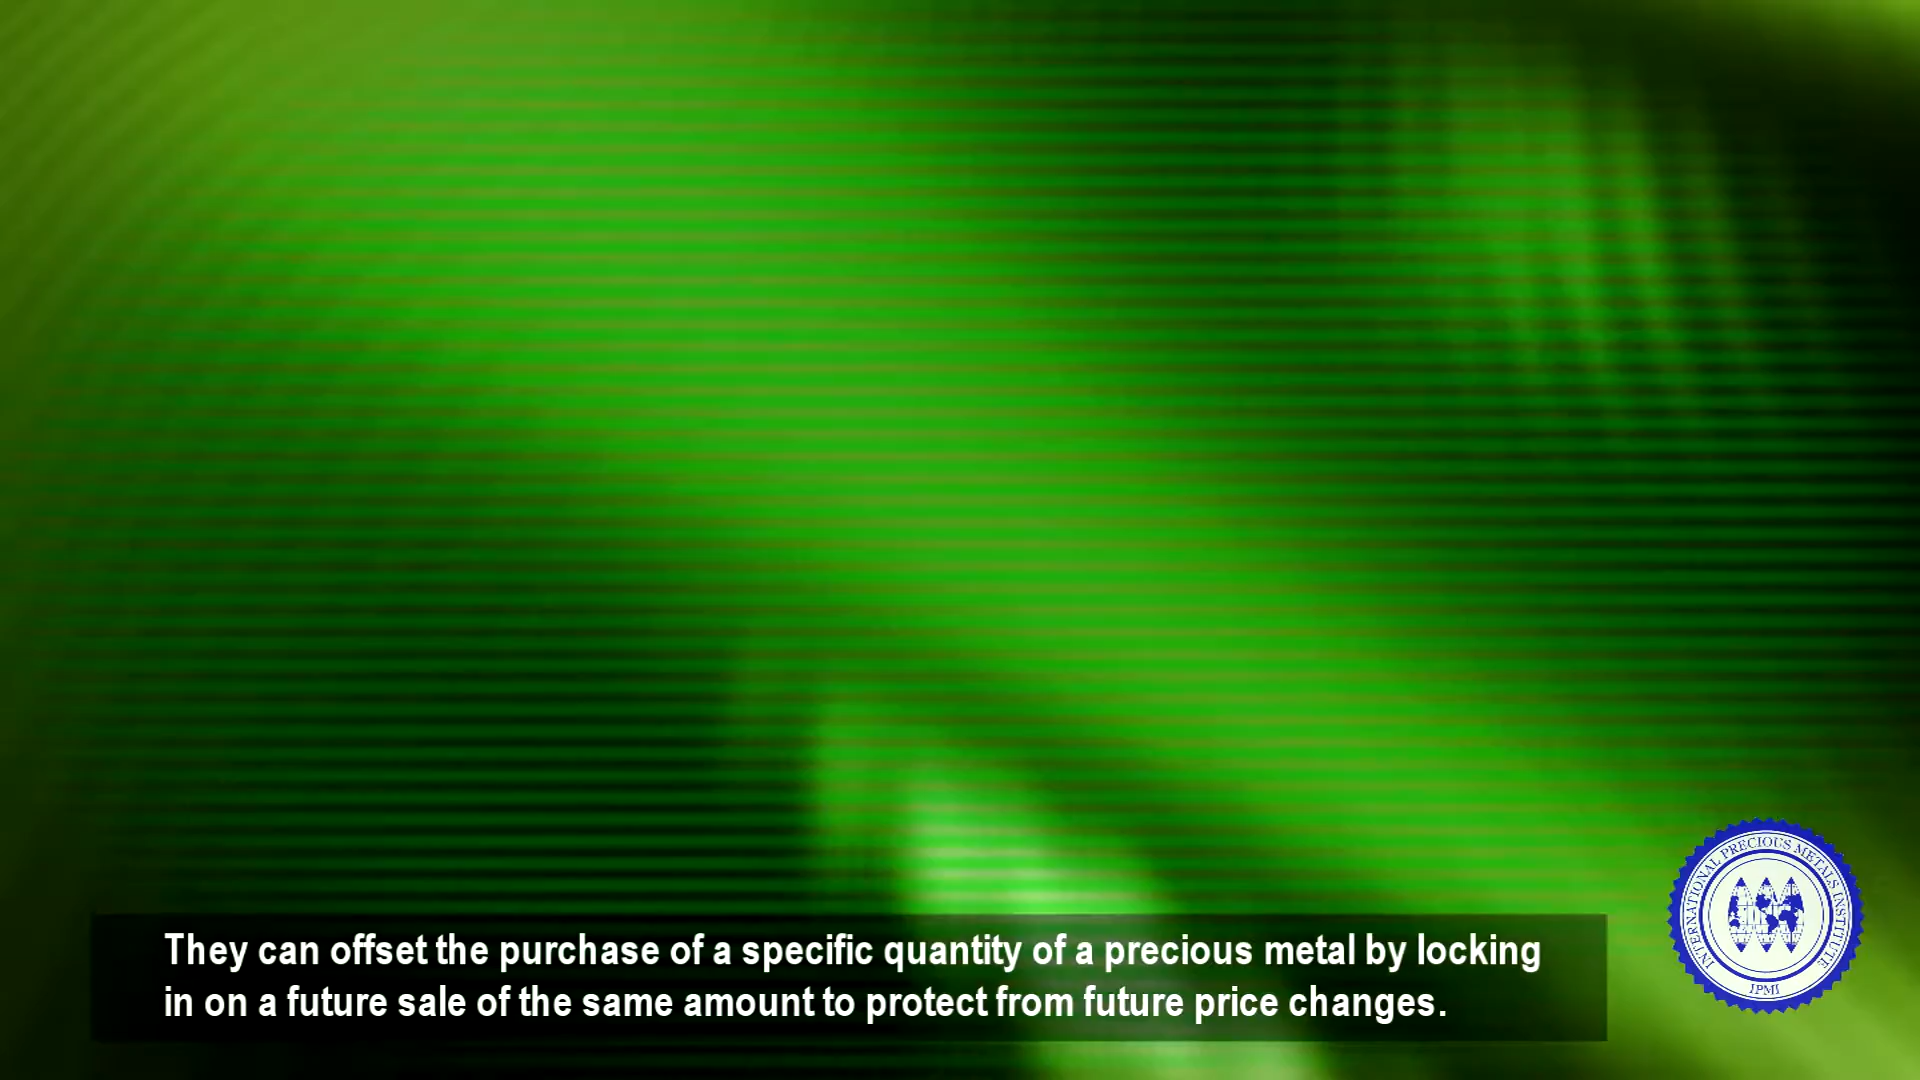 They can offset the purchase of a specific quantity of a precious metal by locking
in on a future sale of the same amount to protect from future price changes.
INTERNATIONAL PRECIOUS METALS INSTITUTE
IPMI